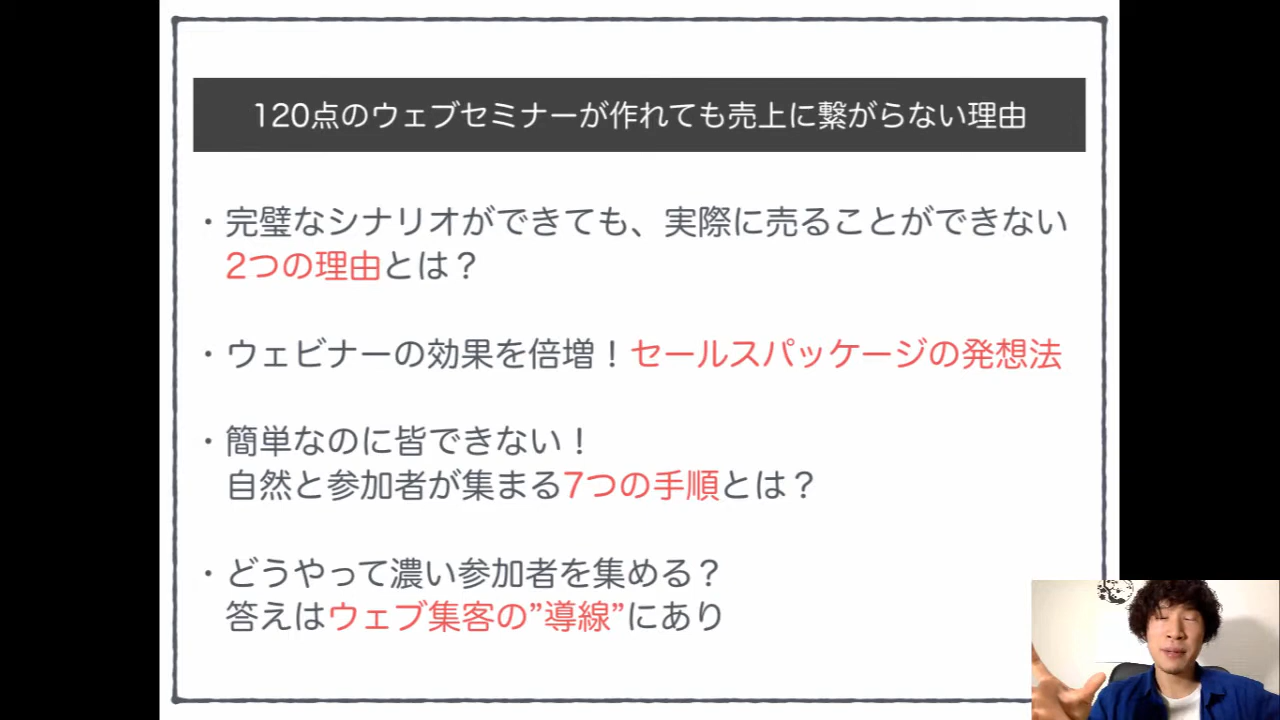 120点のウェブセミナーが作れても売上に繋がらない理由
・完璧なシナリオができても、実際に売ることができない
2つの理由とは？
・ウェビナーの効果を倍増！セールスパッケージの発想法
・簡単なのに皆できない！
自然と参加者が集まる7つの手順とは？
・どうやって濃い参加者を集める？
答えはウェブ集客の”導線”にあり